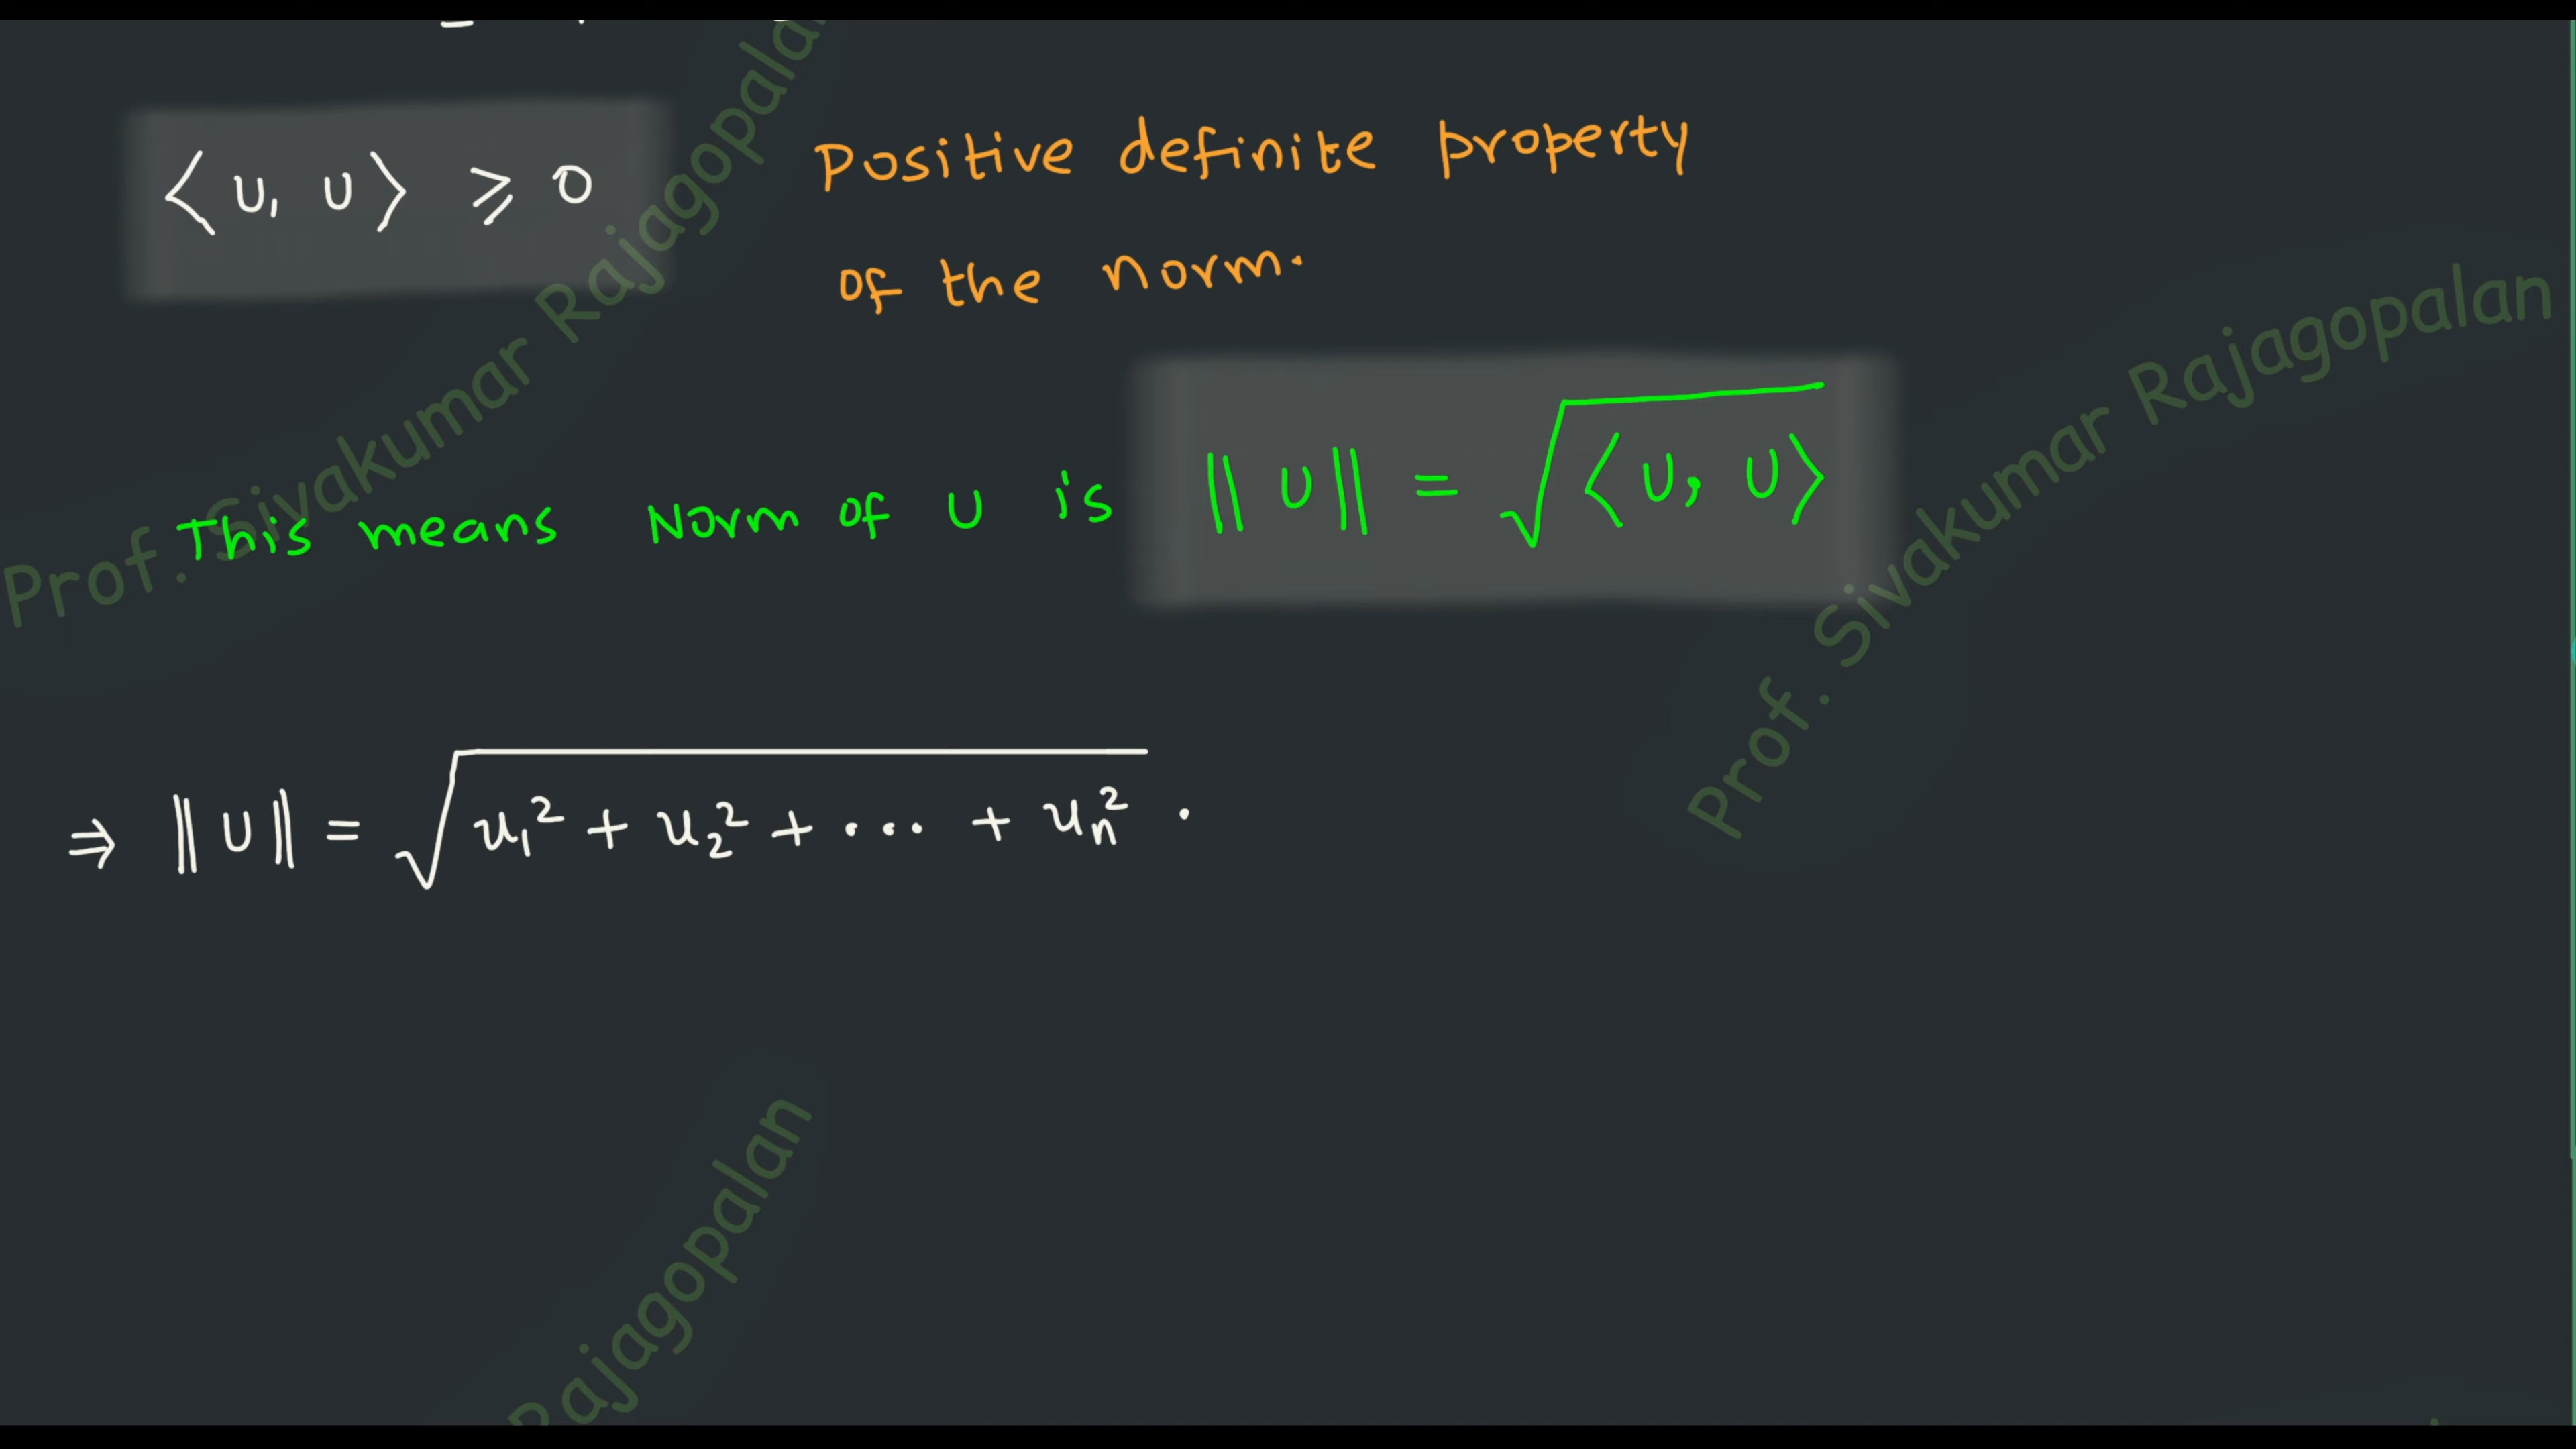 ⟨U, U⟩ ⩾ 0 Positive definite property
of the norm.
This means Norm of U is ‖U‖ = √⟨U, U⟩
⇒ ‖U‖ = √(u₁² + u₂² + ... + uₙ²) .
Prof. Sivakumar Rajagopalan
Prof. Sivakumar Rajagopalan
Rajagopalan